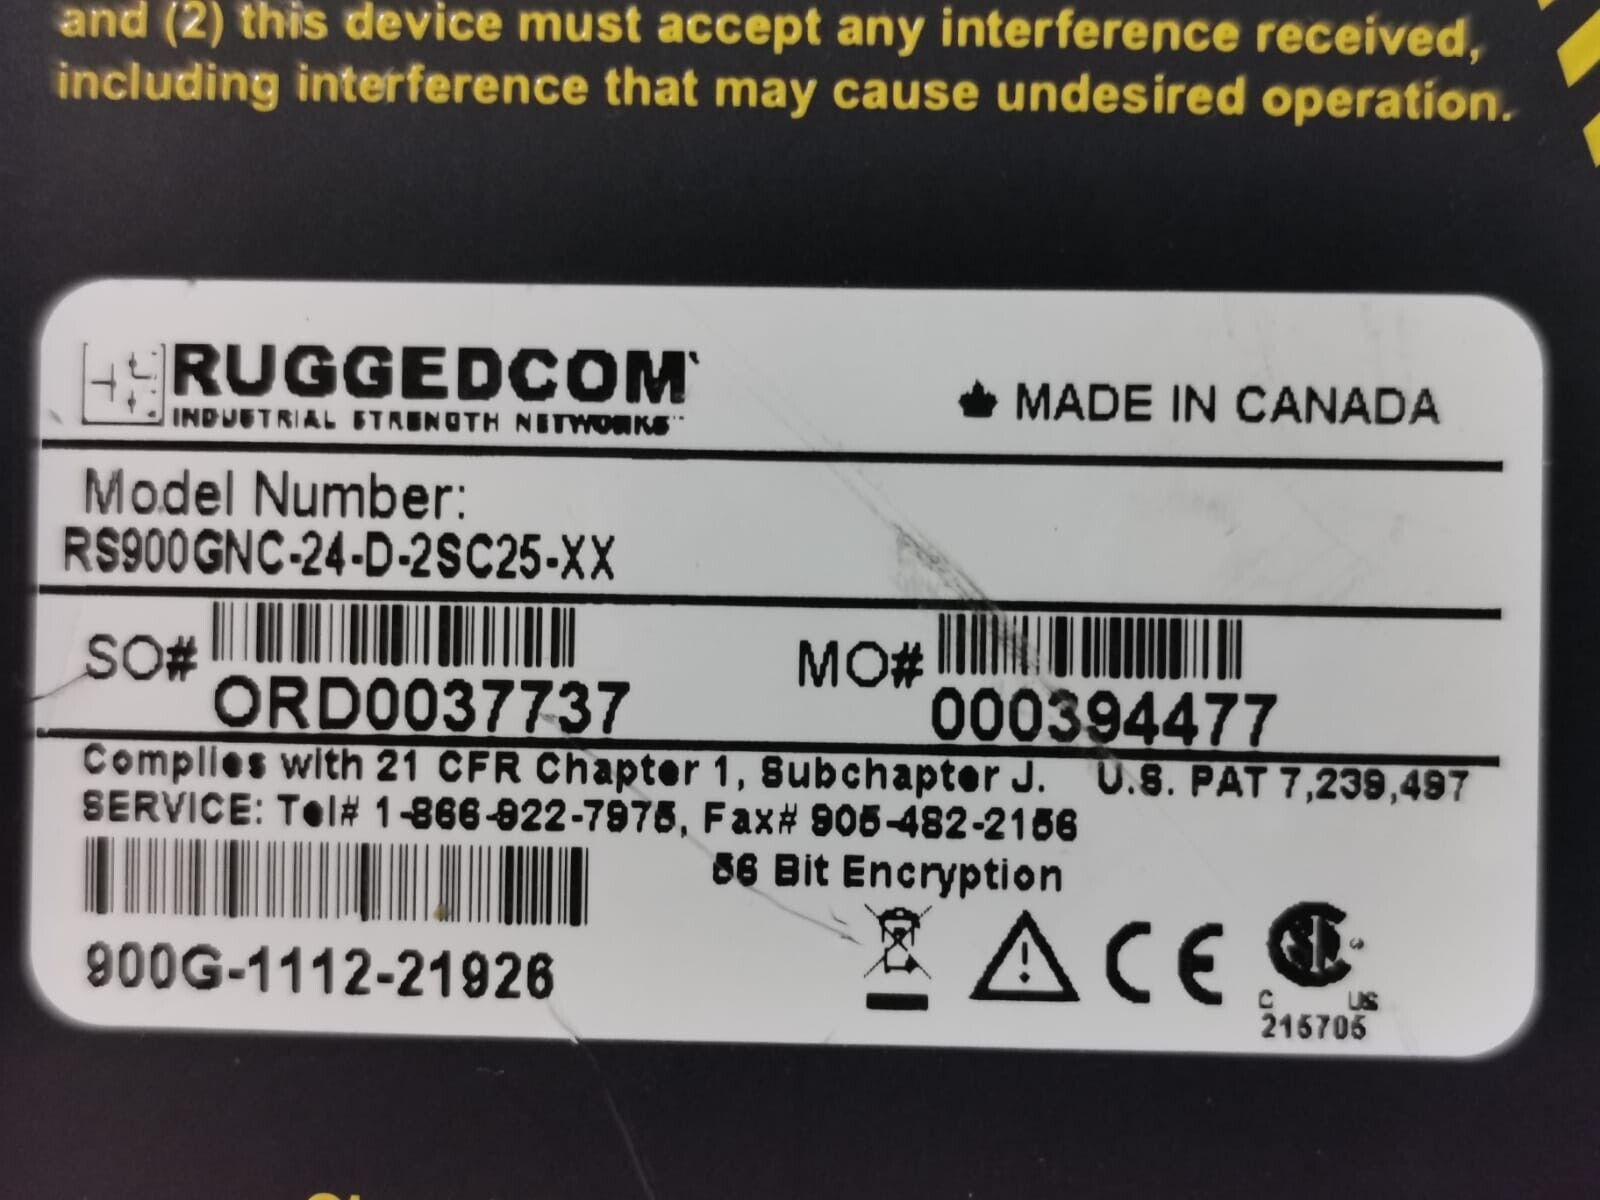 and (2) this device must accept any interference received,
including interference that may cause undesired operation.
RUGGEDCOM
INDUSTRIAL STRENGTH NETWORKS
MADE IN CANADA
Model Number:
RS900GNC-24-D-2SC25-XX
SO# ORD0037737
MO# 000394477
Complies with 21 CFR Chapter 1, Subchapter J. U.S. PAT 7,239,497
SERVICE: Tel# 1-866-922-7975, Fax# 905-482-2156
56 Bit Encryption
900G-1112-21926
CE
C US
215705